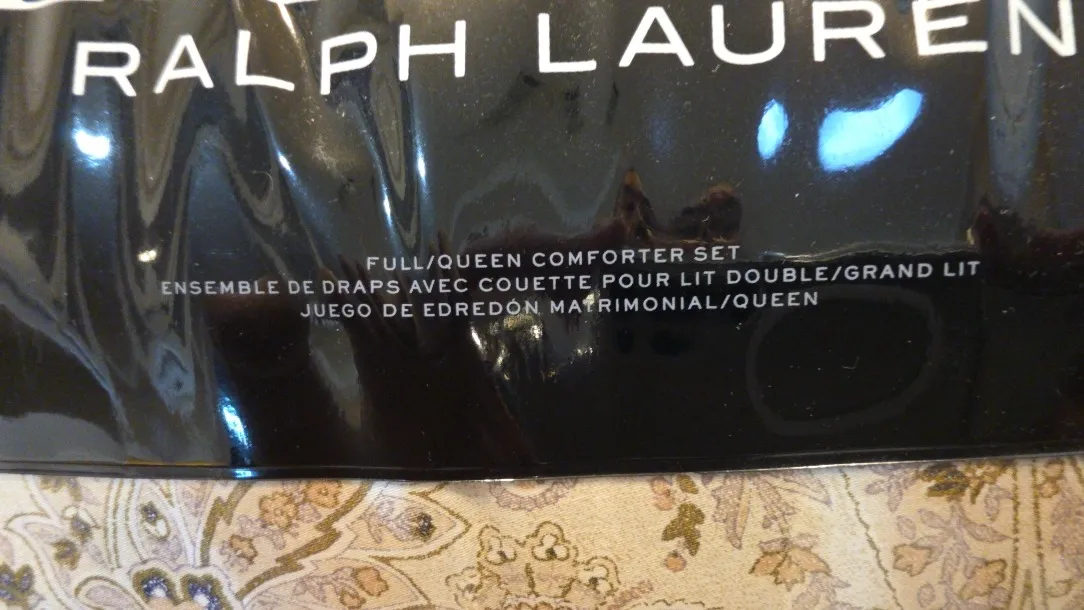 RALPH LAUREN
FULL/QUEEN COMFORTER SET
ENSEMBLE DE DRAPS AVEC COUETTE POUR LIT DOUBLE/GRAND LIT
JUEGO DE EDREDÓN MATRIMONIAL/QUEEN